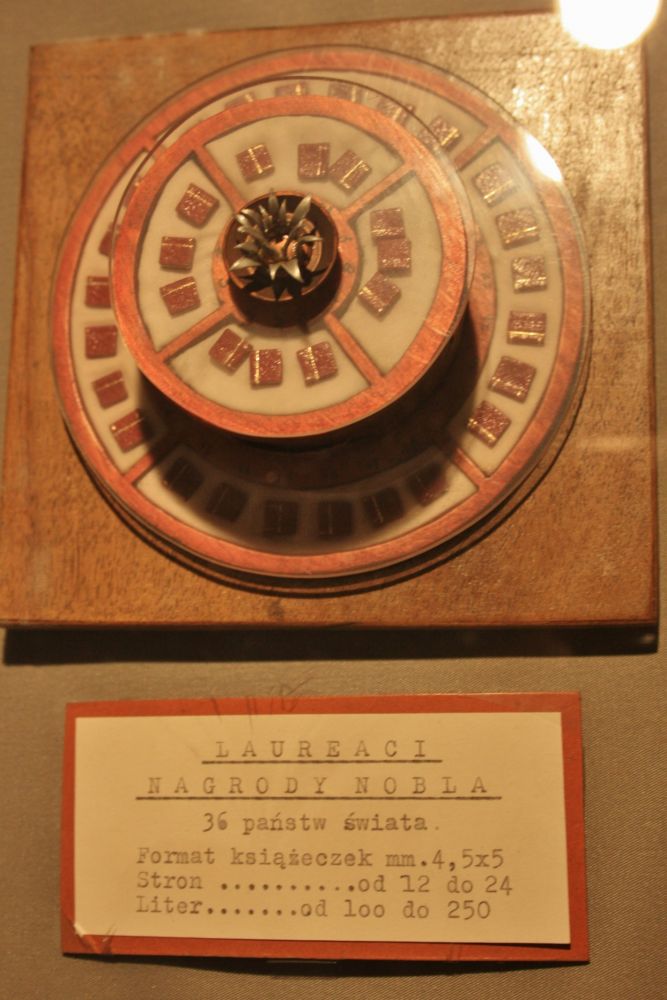 LAUREACI
NAGRODY NOBLA
36 państw świata.
Format książeczek mm.4,5x5
Stron ...........od 12 do 24
Liter.......od loo do 250